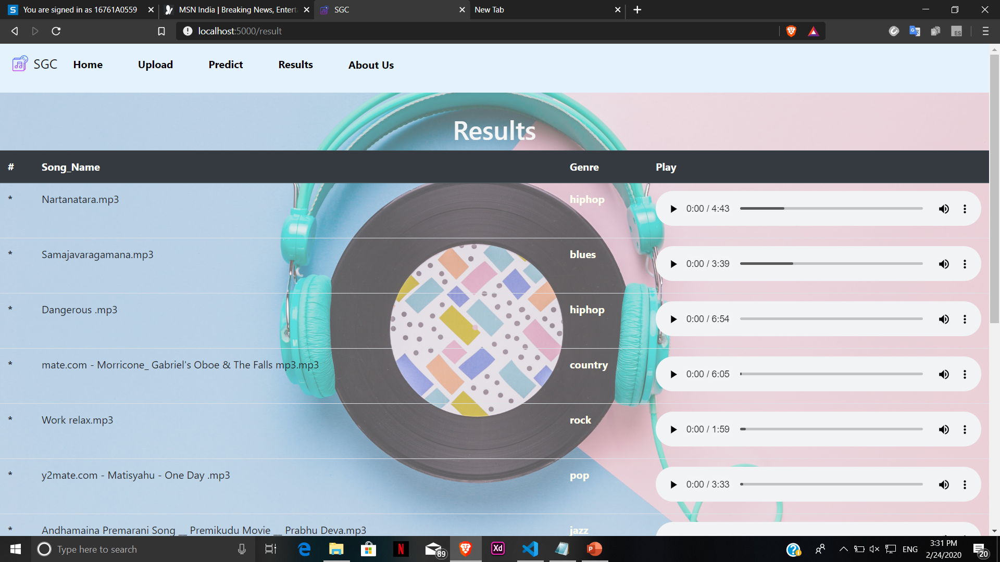 You are signed in as 16761A0559
MSN India | Breaking News, Entert
SGC
New Tab
localhost:5000/result
ES
SGC
Home
Upload
Predict
Results
About Us
Results
# Song_Name Genre Play
* Nartanatara.mp3 hiphop 0:00 / 4:43
* Samajavaragamana.mp3 blues 0:00 / 3:39
* Dangerous .mp3 hiphop 0:00 / 6:54
* mate.com - Morricone_ Gabriel's Oboe & The Falls mp3.mp3 country 0:00 / 6:05
* Work relax.mp3 rock 0:00 / 1:59
* y2mate.com - Matisyahu - One Day .mp3 pop 0:00 / 3:33
* Andhamaina Premarani Song __ Premikudu Movie __ Prabhu Deva.mp3 jazz
Type here to search
89
Xd
ENG
3:31 PM
2/24/2020
20